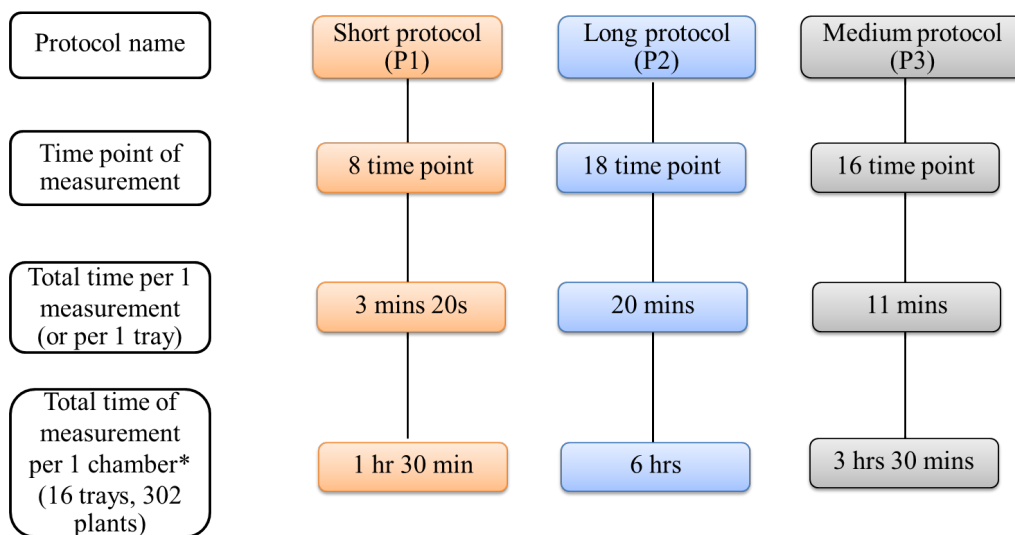 Protocol name
Short protocol
(P1)
Long protocol
(P2)
Medium protocol
(P3)
Time point of
measurement
8 time point
18 time point
16 time point
Total time per 1
measurement
(or per 1 tray)
3 mins 20s
20 mins
11 mins
Total time of
measurement
per 1 chamber*
(16 trays, 302
plants)
1 hr 30 min
6 hrs
3 hrs 30 mins